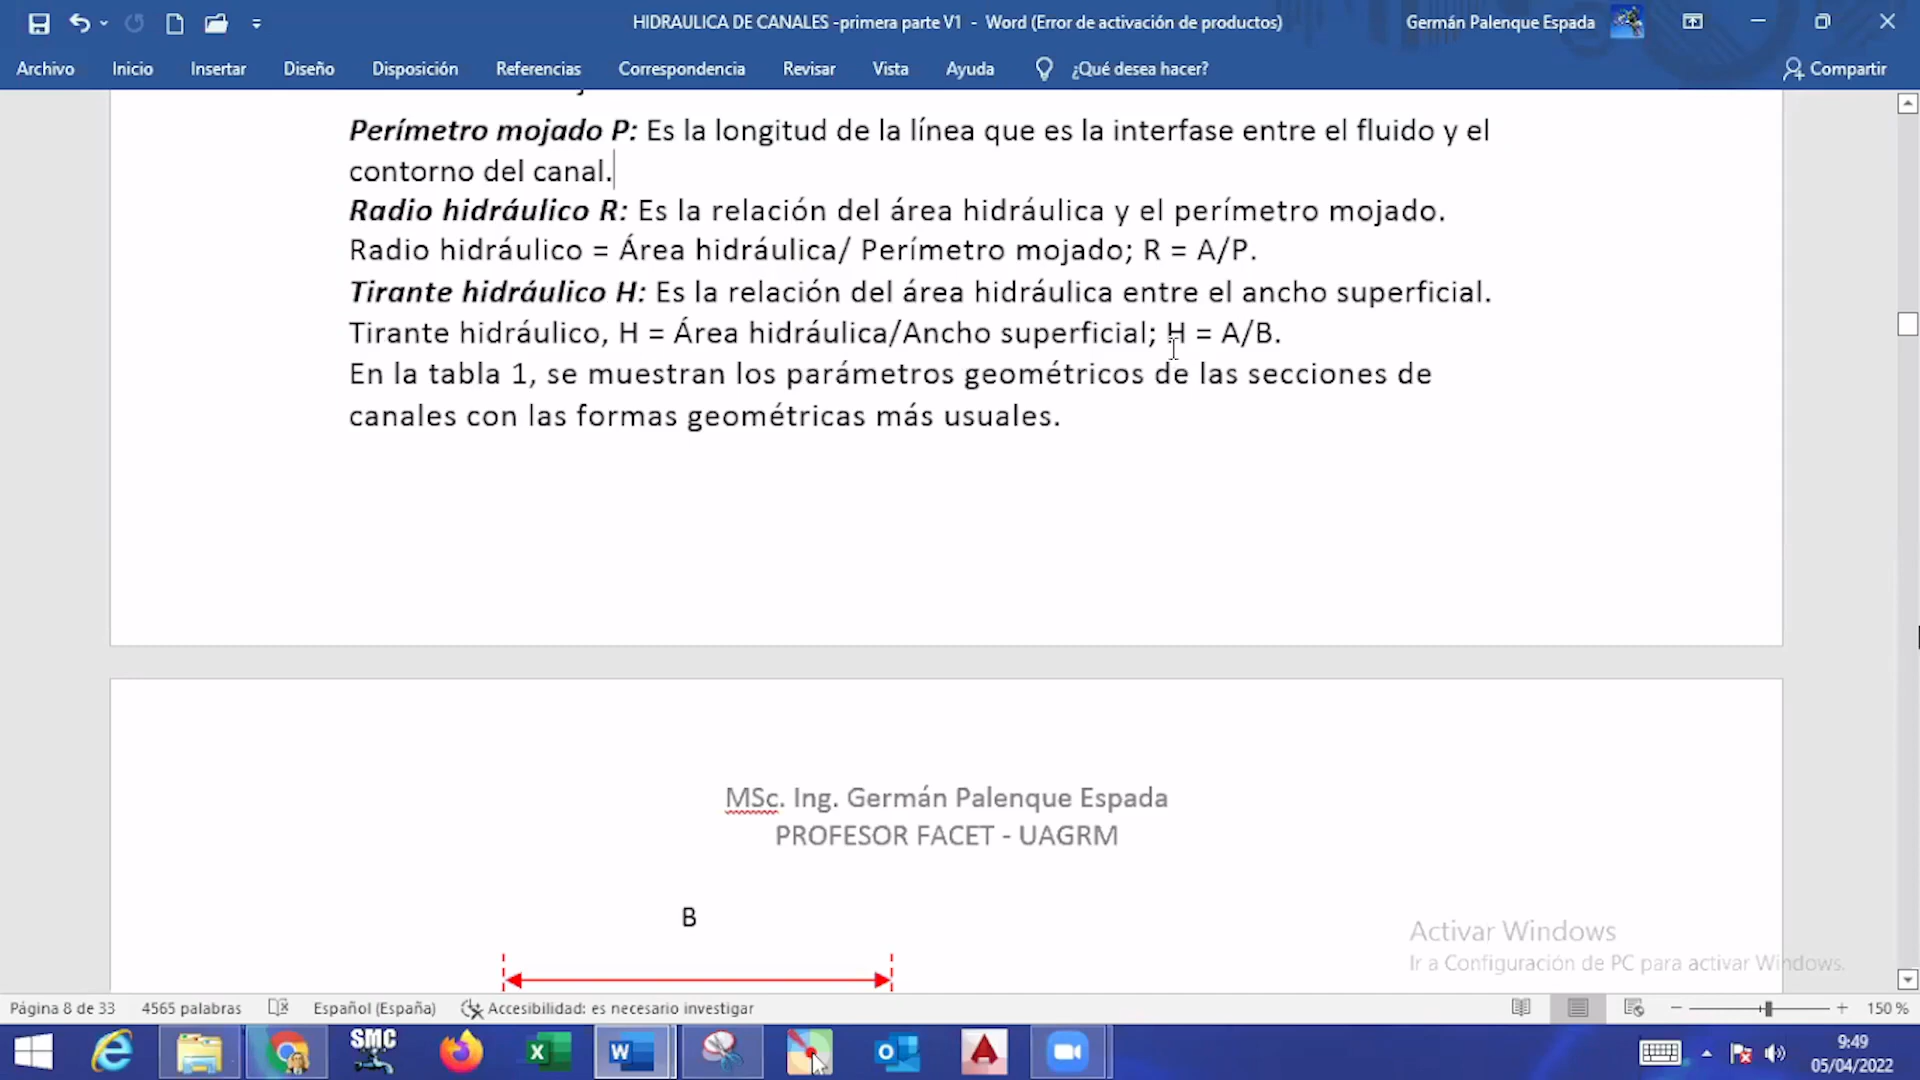 HIDRAULICA DE CANALES -primera parte V1 - Word (Error de activación de productos)
Germán Palenque Espada
Archivo Inicio Insertar Diseño Disposición Referencias Correspondencia Revisar Vista Ayuda ¿Qué desea hacer? Compartir
Perímetro mojado P: Es la longitud de la línea que es la interfase entre el fluido y el
contorno del canal.
Radio hidráulico R: Es la relación del área hidráulica y el perímetro mojado.
Radio hidráulico = Área hidráulica/ Perímetro mojado; R = A/P.
Tirante hidráulico H: Es la relación del área hidráulica entre el ancho superficial.
Tirante hidráulico, H = Área hidráulica/Ancho superficial; H = A/B.
En la tabla 1, se muestran los parámetros geométricos de las secciones de
canales con las formas geométricas más usuales.
MSc. Ing. Germán Palenque Espada
PROFESOR FACET - UAGRM
B
Activar Windows
Ir a Configuración de PC para activar Windows.
Página 8 de 33 4565 palabras Español (España) Accesibilidad: es necesario investigar 150 %
SMC
9:49
05/04/2022